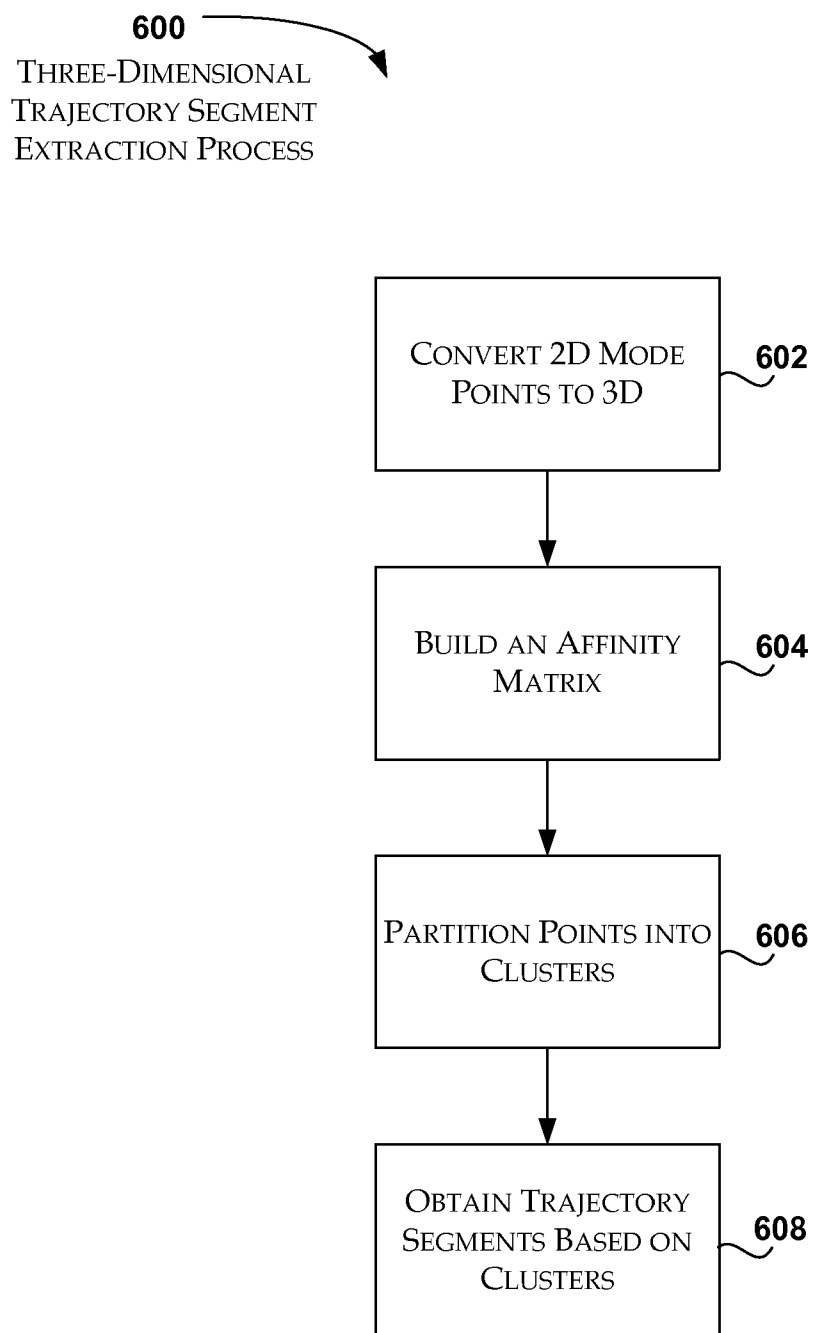 600
THREE-DIMENSIONAL
TRAJECTORY SEGMENT
EXTRACTION PROCESS
CONVERT 2D MODE
POINTS TO 3D
602
BUILD AN AFFINITY
MATRIX
604
PARTITION POINTS INTO
CLUSTERS
606
OBTAIN TRAJECTORY
SEGMENTS BASED ON
CLUSTERS
608